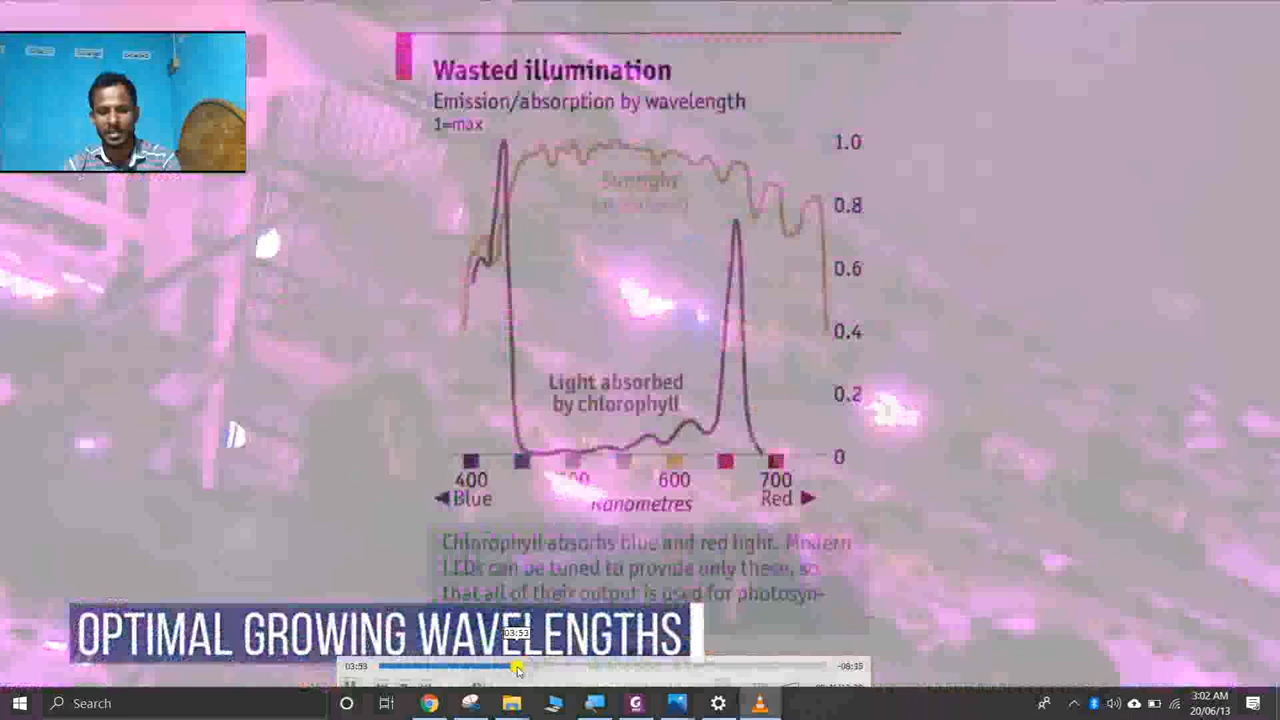 Wasted illumination
Emission/absorption by wavelength
1=max
1.0
0.8
Sunlight
0.6
0.4
Light absorbed
by chlorophyll
0.2
0
400
600
700
Blue
Nanometres
Red
Chlorophyll absorbs blue and red light. Modern
LEDs can be tuned to provide only these, so
that all of their output is used for photosyn-
OPTIMAL GROWING WAVELENGTHS
03:53
03:53
Search
3:02 AM
20/06/13